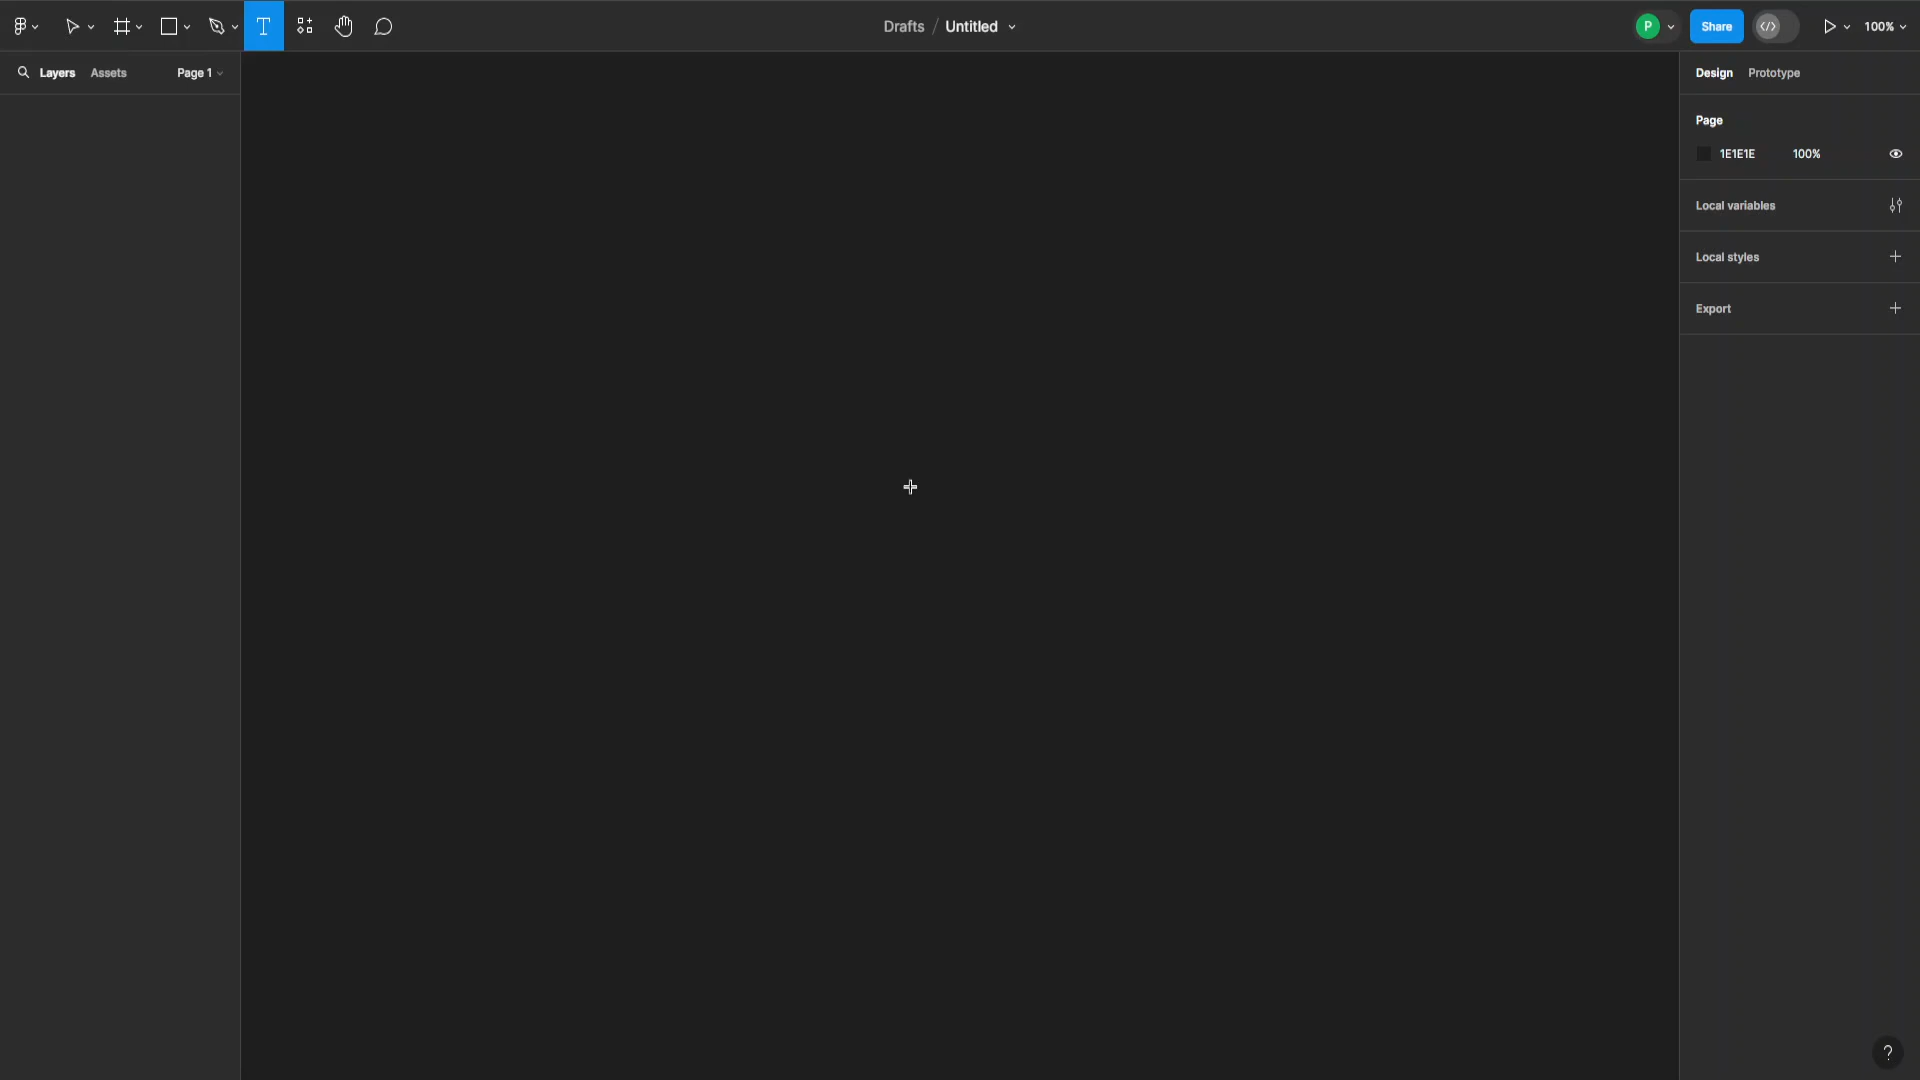 Drafts / Untitled
P
Share
100%
Layers Assets Page 1
Design Prototype
Page
1E1E1E 100%
Local variables
Local styles
Export
?